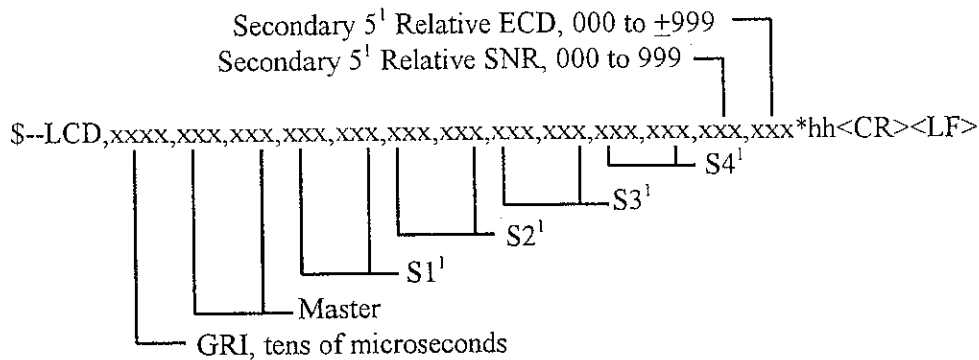 Secondary 5¹ Relative ECD, 000 to ±999
Secondary 5¹ Relative SNR, 000 to 999
$--LCD,xxxx,xxx,xxx,xxx,xxx,xxx,xxx,xxx,xxx,xxx,xxx,xxx,xxx*hh<CR><LF>
S4¹
S3¹
S2¹
S1¹
Master
GRI, tens of microseconds